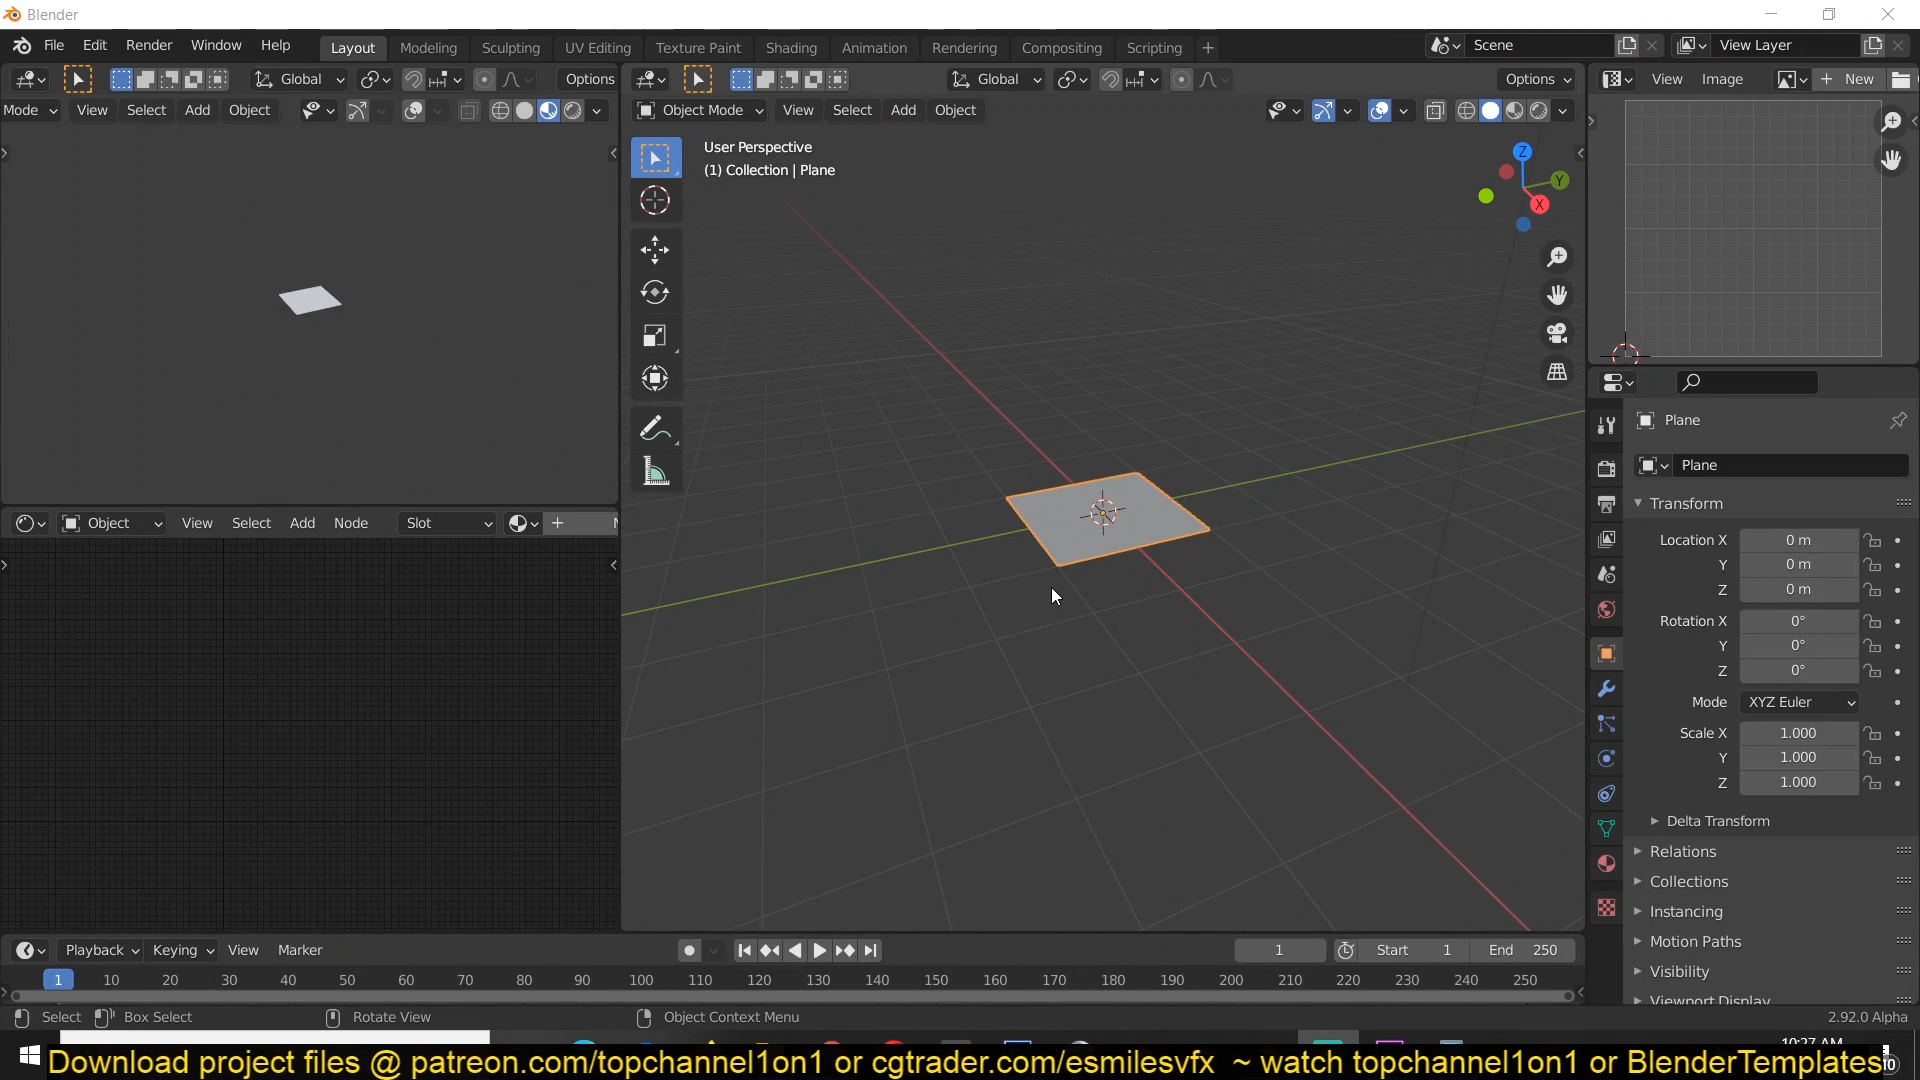 Blender
File Edit Render Window Help Layout Modeling Sculpting UV Editing Texture Paint Shading Animation Rendering Compositing Scripting + Scene View Layer
Global Options Global Options View Image + New
Mode View Select Add Object Object Mode View Select Add Object
User Perspective
(1) Collection | Plane
Z
Y
X
Plane
Plane
Transform
Object View Select Add Node Slot +
Location X 0 m
Y 0 m
Z 0 m
Rotation X 0°
Y 0°
Z 0°
Mode XYZ Euler
Scale X 1.000
Y 1.000
Z 1.000
Delta Transform
Relations
Collections
Instancing
Motion Paths
Visibility
Viewport Display
Playback Keying View Marker 1 Start 1 End 250
1 10 20 30 40 50 60 70 80 90 100 110 120 130 140 150 160 170 180 190 200 210 220 230 240 250
Select Box Select Rotate View Object Context Menu 2.92.0 Alpha
10:27 AM
Download project files @ patreon.com/topchannel1on1 or cgtrader.com/esmilesvfx ~ watch topchannel1on1 or BlenderTemplates